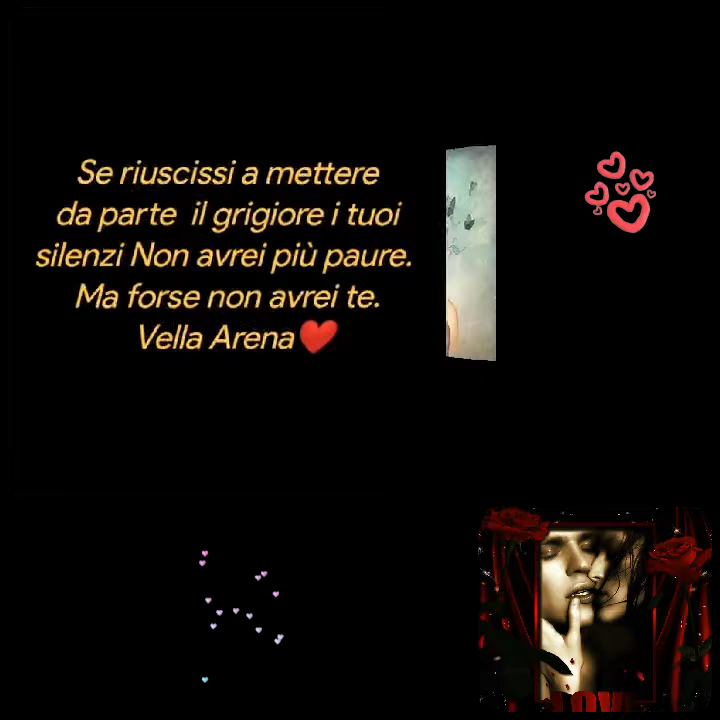 Se riuscissi a mettere
da parte il grigiore i tuoi
silenzi Non avrei più paure.
Ma forse non avrei te.
Vella Arena❤️
LOVE